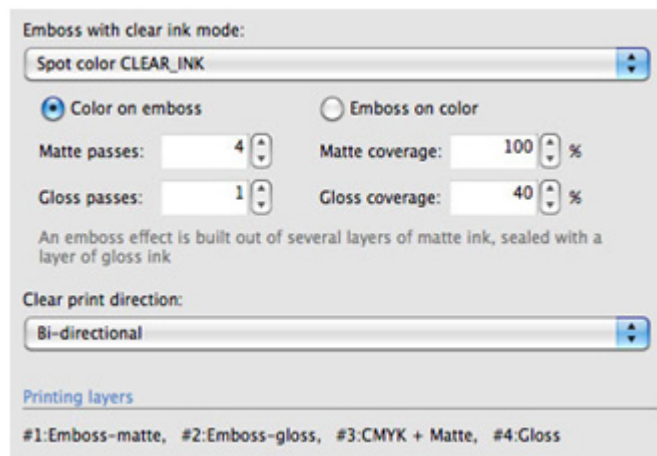 Emboss with clear ink mode:
Spot color CLEAR_INK
Color on emboss Emboss on color
Matte passes: 4 Matte coverage: 100 %
Gloss passes: 1 Gloss coverage: 40 %
An emboss effect is built out of several layers of matte ink, sealed with a
layer of gloss ink
Clear print direction:
Bi-directional
Printing layers
#1:Emboss-matte, #2:Emboss-gloss, #3:CMYK + Matte, #4:Gloss